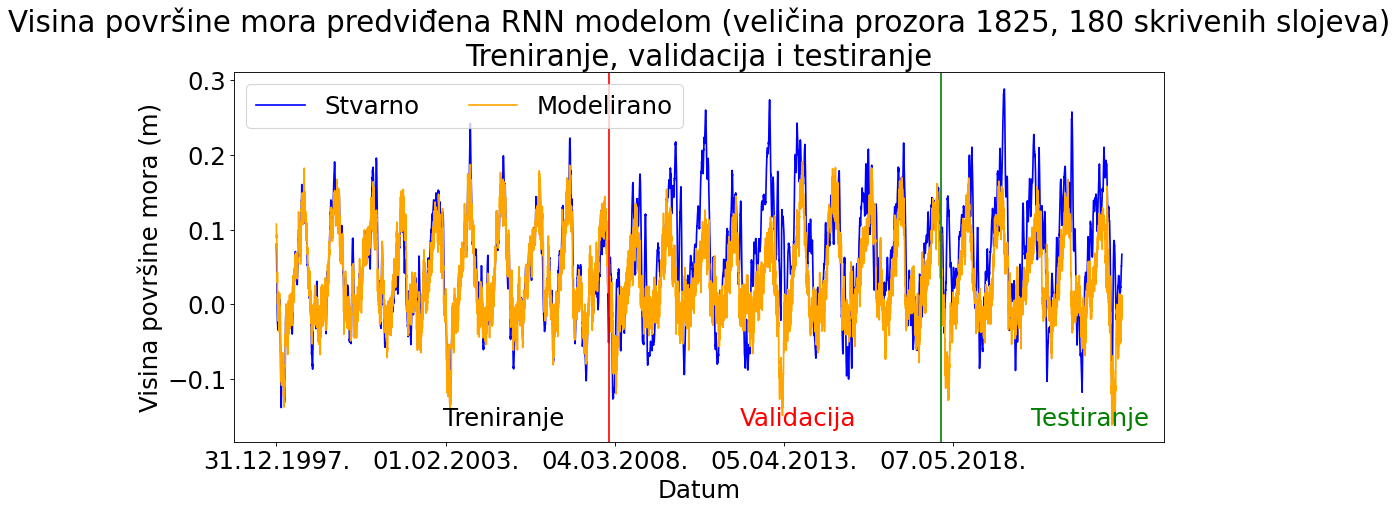 Visina površine mora predviđena RNN modelom (veličina prozora 1825, 180 skrivenih slojeva)
Treniranje, validacija i testiranje
Stvarno
Modelirano
Visina površine mora (m)
0.3
0.2
0.1
0.0
−0.1
Treniranje
Validacija
Testiranje
31.12.1997.
01.02.2003.
04.03.2008.
05.04.2013.
07.05.2018.
Datum